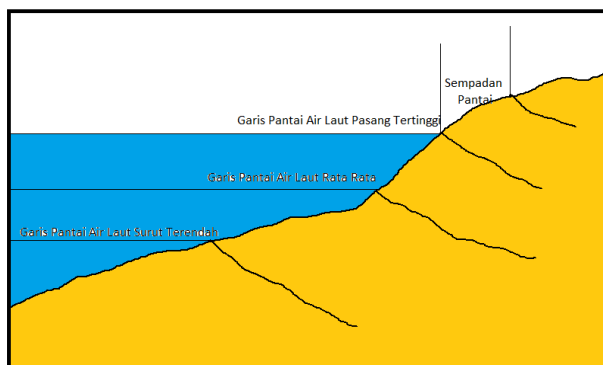 Sempadan
Pantai
Garis Pantai Air Laut Pasang Tertinggi
Garis Pantai Air Laut Rata Rata
Garis Pantai Air Laut Surut Terendah